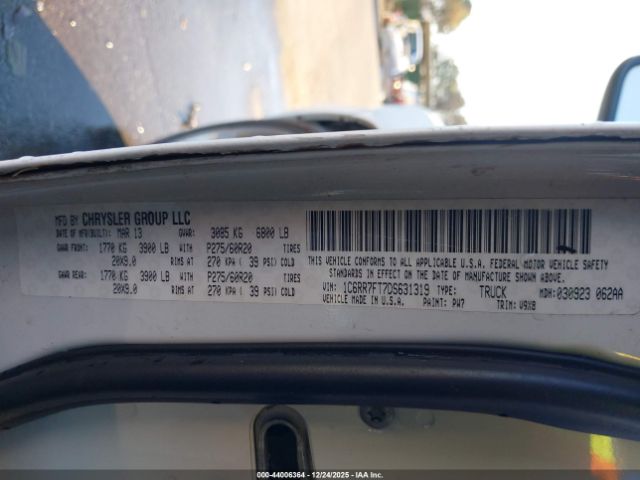 MFD BY CHRYSLER GROUP LLC
DATE OF MFR(BUILT): MAR 13 GVWR: 3085 KG 6800 LB
GAWR FRONT: 1770 KG 3900 LB WITH P275/60R20 TIRES
20X9.0 RIMS AT 270 KPA ( 39 PSI) COLD
GAWR REAR: 1770 KG 3900 LB WITH P275/60R20 TIRES
20X9.0 RIMS AT 270 KPA ( 39 PSI) COLD
THIS VEHICLE CONFORMS TO ALL APPLICABLE U.S.A. FEDERAL MOTOR VEHICLE SAFETY
STANDARDS IN EFFECT ON THE DATE OF MANUFACTURE SHOWN ABOVE.
VIN: 1C6RR7FT7DS631319 TYPE: TRUCK MDH: 030923 062AA
VEHICLE MADE IN U.S.A. PAINT: PW7 TRIM: V9X8
000-44006364 | 12/24/2025 | IAAI.com